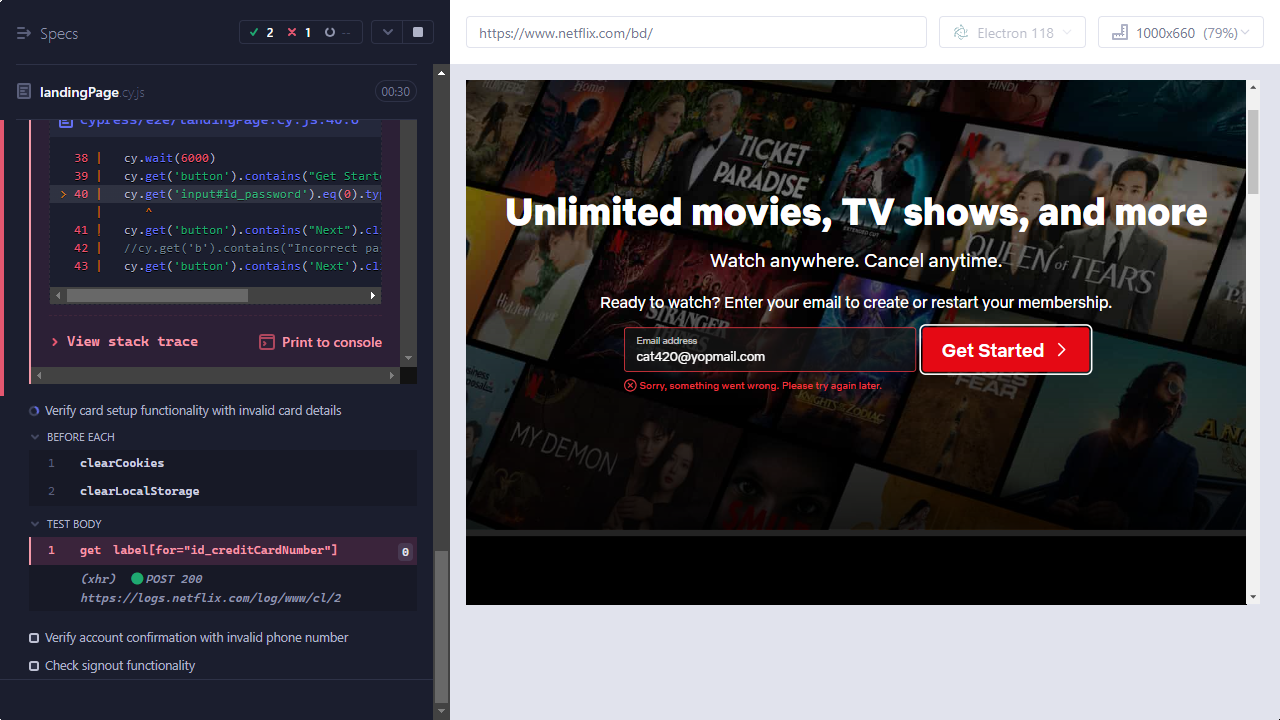 Specs
2
1
--
landingPage.cy.js
00:30
cypress/e2e/landingPage.cy.js:40:6
38 | cy.wait(6000)
39 | cy.get('button').contains("Get Starte
> 40 | cy.get('input#id_password').eq(0).typ
| ^
41 | cy.get('button').contains("Next").cli
42 | //cy.get('b').contains("Incorrect pa
43 | cy.get('button').contains('Next').cli
View stack trace
Print to console
Verify card setup functionality with invalid card details
BEFORE EACH
1 clearCookies
2 clearLocalStorage
TEST BODY
1 get label[for="id_creditCardNumber"] 0
(xhr) POST 200
https://logs.netflix.com/log/www/cl/2
Verify account confirmation with invalid phone number
Check signout functionality
https://www.netflix.com/bd/
Electron 118
1000x660 (79%)
Home
HINDI
TICKET
to
PARADISE
EXTENDED CUT
Unlimited movies, TV shows, and more
QUEEN OF TEARS
Watch anywhere. Cancel anytime.
Hidden Love
Ready to watch? Enter your email to create or restart your membership.
STRANGER
Email address
cat420@yopmail.com
Get Started
Sorry, something went wrong. Please try again later.
FEAR
KNIGHTS of the ZODIAC
MY DEMON